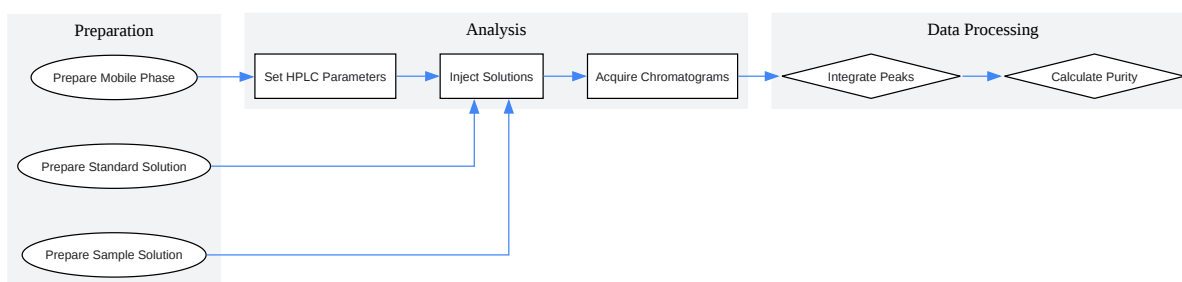 Preparation
Prepare Mobile Phase
Prepare Standard Solution
Prepare Sample Solution
Analysis
Set HPLC Parameters
Inject Solutions
Acquire Chromatograms
Data Processing
Integrate Peaks
Calculate Purity